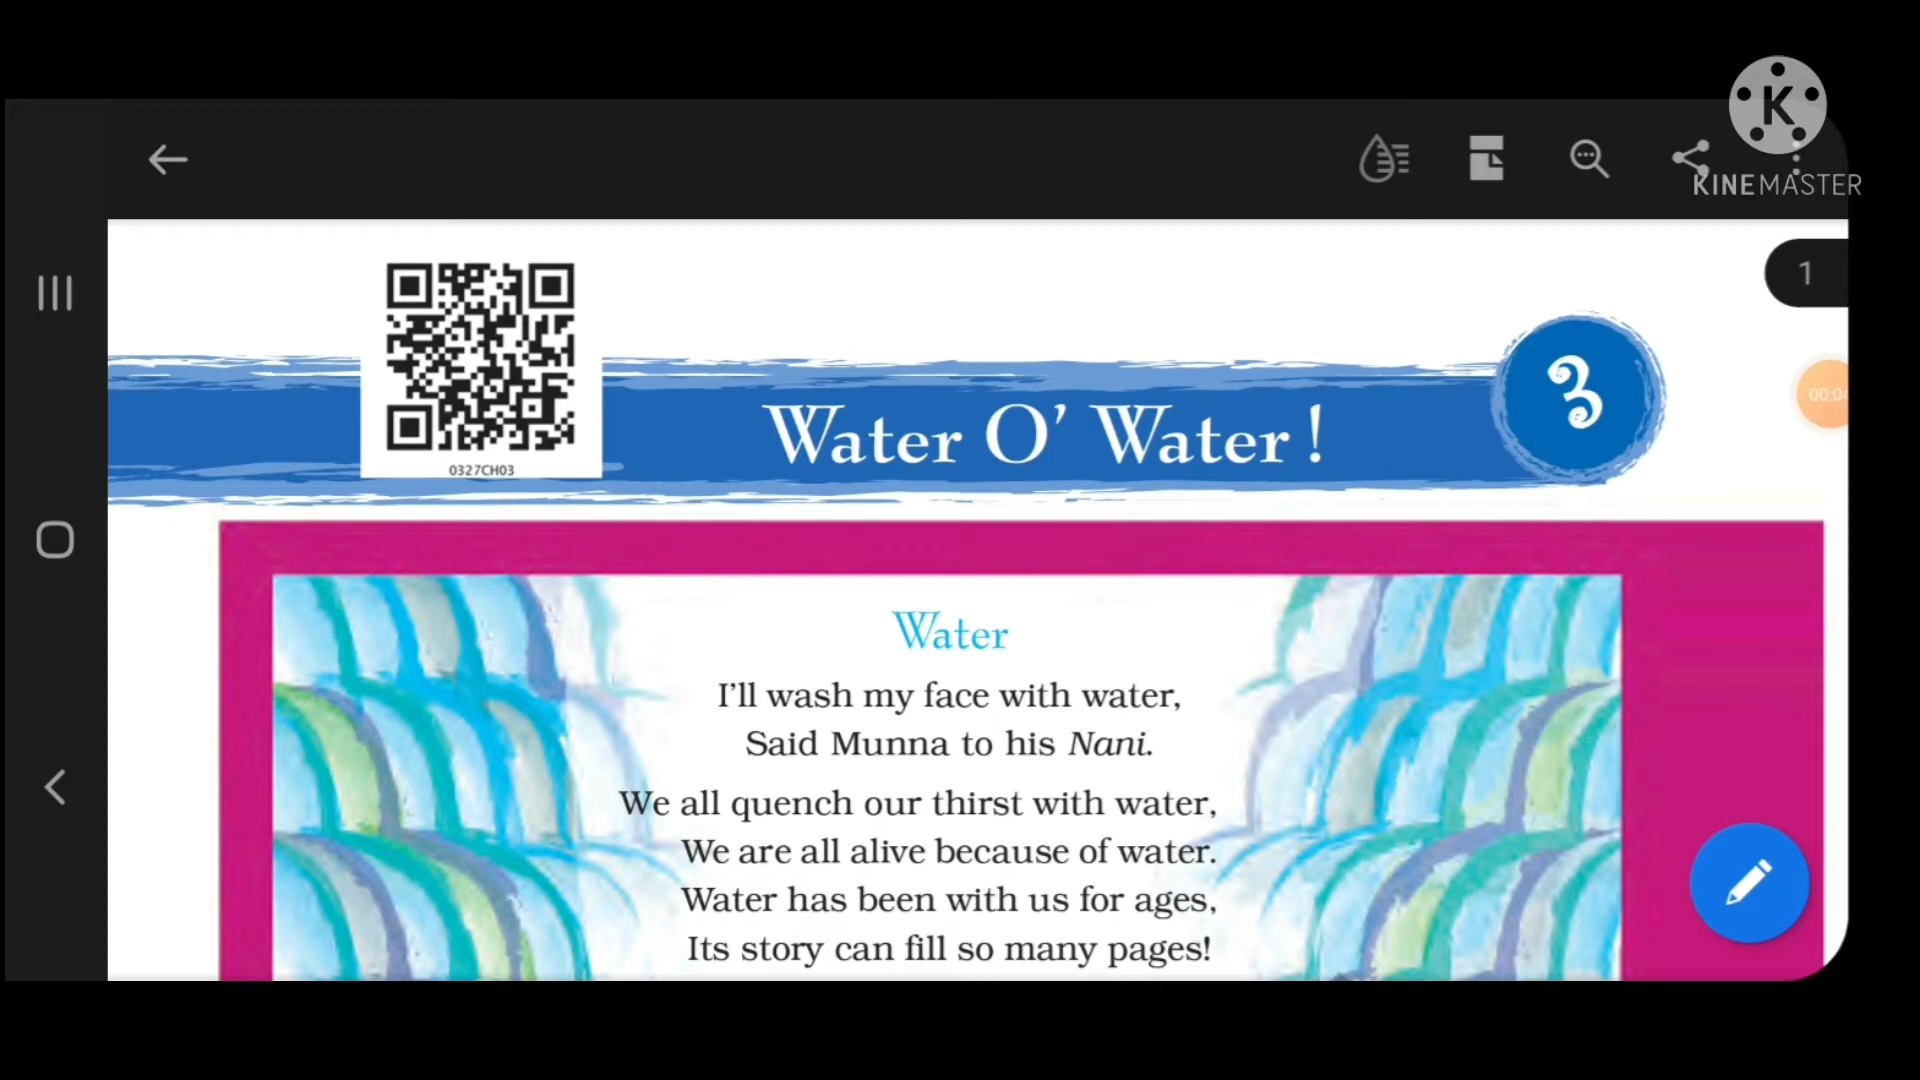 KINEMASTER
1
0327CH03
Water O' Water !
3
Water
I'll wash my face with water,
Said Munna to his Nani.
We all quench our thirst with water,
We are all alive because of water.
Water has been with us for ages,
Its story can fill so many pages!